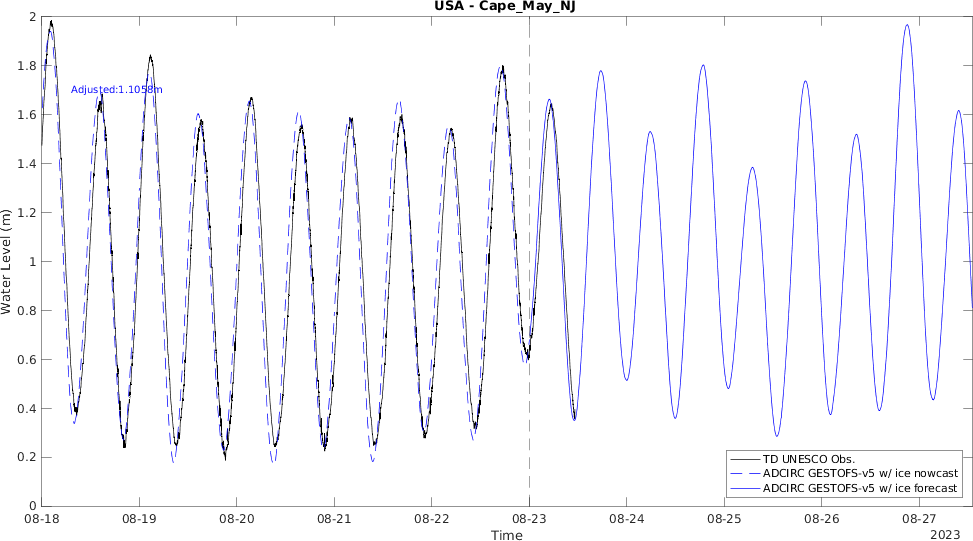 USA - Cape_May_NJ
2
1.8
Adjusted:1.1058m
1.6
1.4
1.2
1
0.8
0.6
0.4
0.2
0
Water Level (m)
TD UNESCO Obs.
ADCIRC GESTOFS-v5 w/ ice nowcast
ADCIRC GESTOFS-v5 w/ ice forecast
08-18 08-19 08-20 08-21 08-22 08-23 08-24 08-25 08-26 08-27
Time
2023